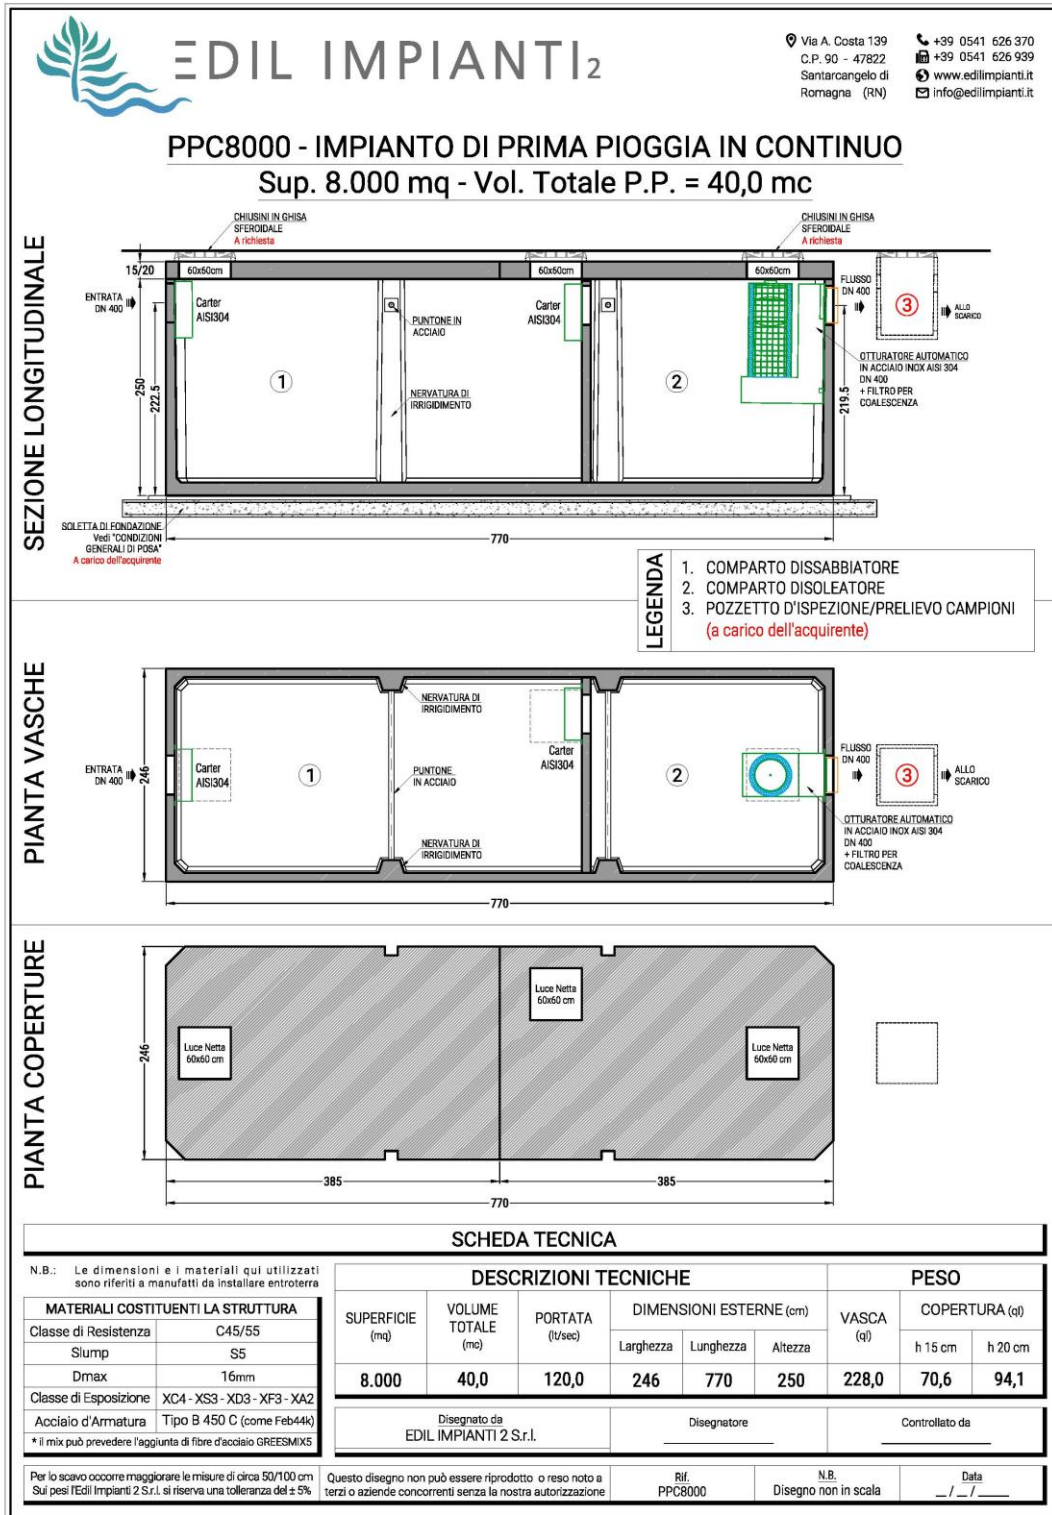 EDIL IMPIANTI2
Via A. Costa 139
C.P. 90 - 47822
Santarcangelo di
Romagna (RN)
+39 0541 626 370
+39 0541 626 939
www.edilimpianti.it
info@edilimpianti.it
PPC8000 - IMPIANTO DI PRIMA PIOGGIA IN CONTINUO
Sup. 8.000 mq - Vol. Totale P.P. = 40,0 mc
SEZIONE LONGITUDINALE
CHIUSINI IN GHISA
SFEROIDALE
A richiesta
CHIUSINI IN GHISA
SFEROIDALE
A richiesta
15/20
60x60cm
60x60cm
60x60cm
ENTRATA
DN 400
Carter
AISI304
PUNTONE IN
ACCIAIO
Carter
AISI304
FLUSSO
DN 400
3
ALLO
SCARICO
OTTURATORE AUTOMATICO
IN ACCIAIO INOX AISI 304
DN 400
+ FILTRO PER
COALESCENZA
1
2
NERVATURA DI
IRRIGIDIMENTO
250
222.5
219.5
SOLETTA DI FONDAZIONE
Vedi "CONDIZIONI
GENERALI DI POSA"
A carico dell'acquirente
770
LEGENDA
1. COMPARTO DISSABBIATORE
2. COMPARTO DISOLEATORE
3. POZZETTO D'ISPEZIONE/PRELIEVO CAMPIONI
(a carico dell'acquirente)
PIANTA VASCHE
NERVATURA DI
IRRIGIDIMENTO
ENTRATA
DN 400
246
Carter
AISI304
1
PUNTONE
IN ACCIAIO
Carter
AISI304
2
FLUSSO
DN 400
3
ALLO
SCARICO
OTTURATORE AUTOMATICO
IN ACCIAIO INOX AISI 304
DN 400
+ FILTRO PER
COALESCENZA
NERVATURA DI
IRRIGIDIMENTO
770
PIANTA COPERTURE
246
Luce Netta
60x60 cm
Luce Netta
60x60 cm
Luce Netta
60x60 cm
385
385
770
SCHEDA TECNICA
N.B.: Le dimensioni e i materiali qui utilizzati
sono riferiti a manufatti da installare entroterra
MATERIALI COSTITUENTI LA STRUTTURA
Classe di Resistenza C45/55
Slump S5
Dmax 16mm
Classe di Esposizione XC4 - XS3 - XD3 - XF3 - XA2
Acciaio d'Armatura Tipo B 450 C (come Feb44k)
* il mix può prevedere l'aggiunta di fibre d'acciaio GREESMIX5
DESCRIZIONI TECNICHE PESO
SUPERFICIE
(mq)
VOLUME
TOTALE
(mc)
PORTATA
(lt/sec)
DIMENSIONI ESTERNE (cm)
Larghezza Lunghezza Altezza
VASCA
(ql)
COPERTURA (ql)
h 15 cm h 20 cm
8.000 40,0 120,0 246 770 250 228,0 70,6 94,1
Disegnato da
EDIL IMPIANTI 2 S.r.l.
Disegnatore
Controllato da
Per lo scavo occorre maggiorare le misure di circa 50/100 cm
Sui pesi l'Edil Impianti 2 S.r.l. si riserva una tolleranza del ± 5%
Questo disegno non può essere riprodotto o reso noto a
terzi o aziende concorrenti senza la nostra autorizzazione
Rif.
PPC8000
N.B.
Disegno non in scala
Data
__/__/____